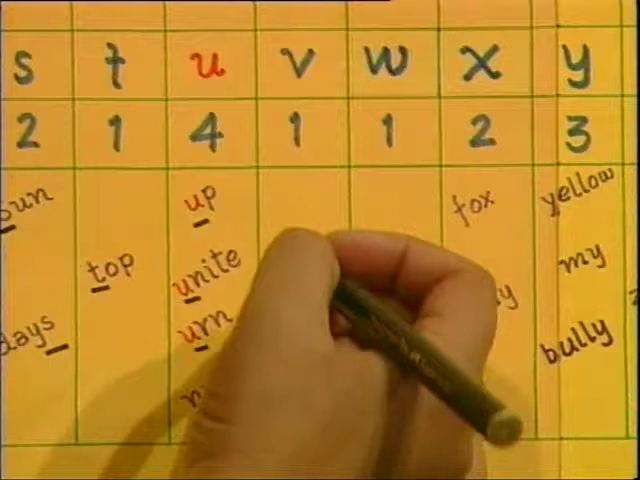 s t u v w x y
2 1 4 1 1 2 3
sun up fox yellow
top unite my
days urn bully